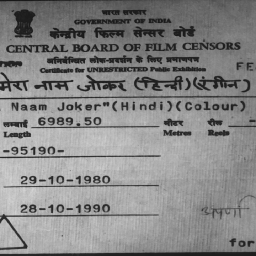 भारत सरकार
GOVERNMENT OF INDIA
केन्द्रीय फिल्म सेन्सर बोर्ड
CENTRAL BOARD OF FILM CENSORS
अनिर्बन्धित लोक-प्रदर्शन के लिए प्रमाणपत्र
Certificate for UNRESTRICTED Public Exhibition
FE
मेरा नाम जोकर (हिन्दी)(रंगीन)
Naam Joker"(Hindi)(Colour)
लम्बाई 6989.50 मीटर रील -
Length Metres Reels
-95190-
29-10-1980
28-10-1990
for